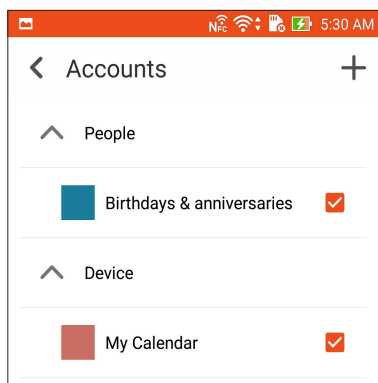 NFC 5:30 AM
Accounts
People
Birthdays & anniversaries
Device
My Calendar